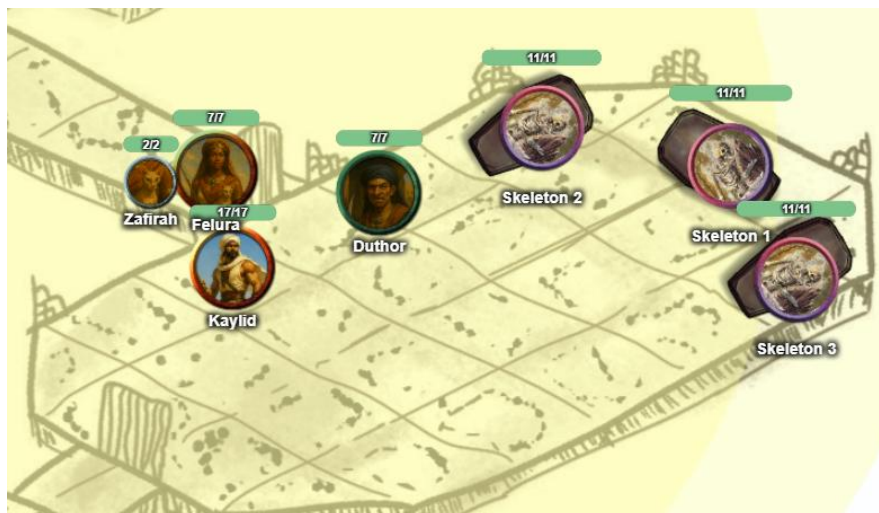 11/11
11/11
7/7
7/7
2/2
Skeleton 2
11/11
17/17
Zafirah
Felura
Duthor
Skeleton 1
Kaylid
Skeleton 3